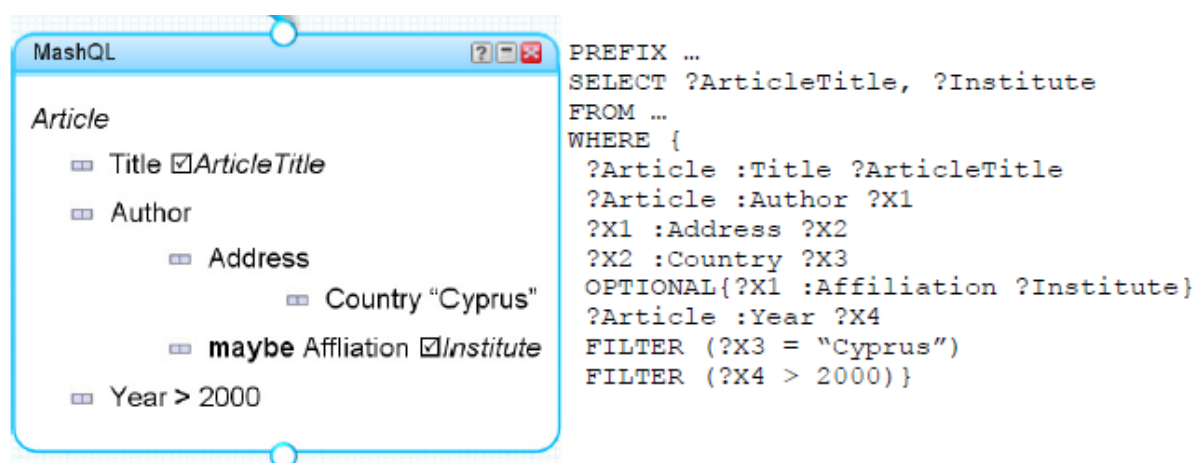 MashQL
Article
Title ☑ArticleTitle
Author
Address
Country “Cyprus”
maybe Affliation ☑Institute
Year > 2000
PREFIX …
SELECT ?ArticleTitle, ?Institute
FROM …
WHERE {
?Article :Title ?ArticleTitle
?Article :Author ?X1
?X1 :Address ?X2
?X2 :Country ?X3
OPTIONAL{?X1 :Affiliation ?Institute}
?Article :Year ?X4
FILTER (?X3 = “Cyprus”)
FILTER (?X4 > 2000)}